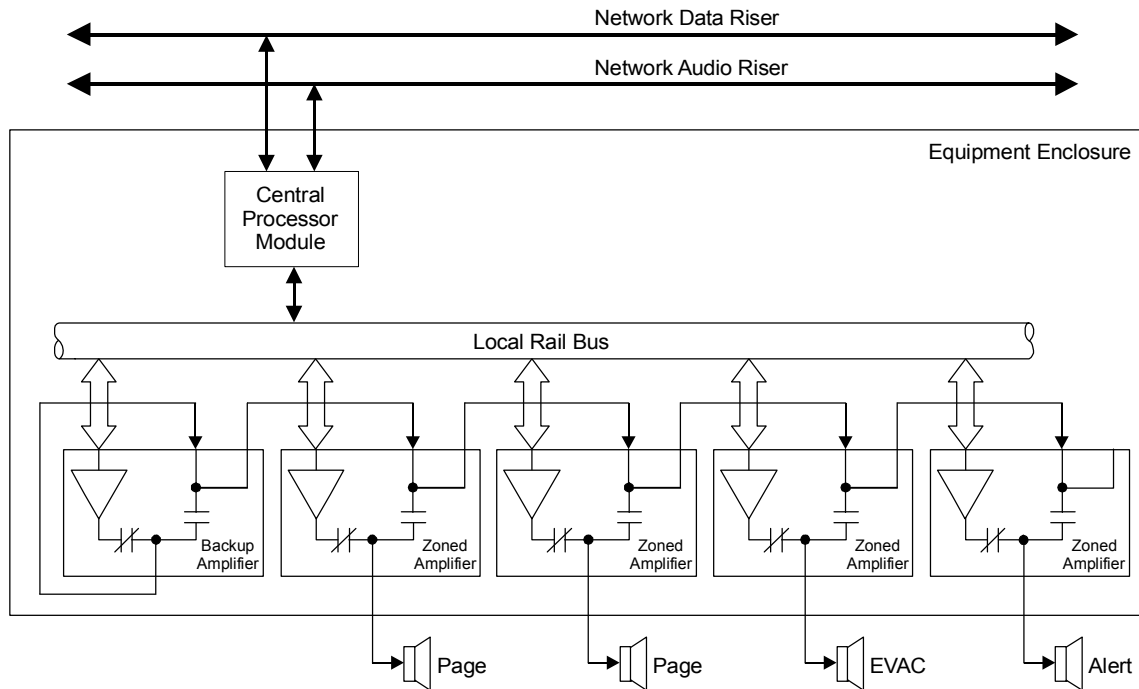 Network Data Riser
Network Audio Riser
Equipment Enclosure
Central
Processor
Module
Local Rail Bus
Backup
Amplifier
Zoned
Amplifier
Zoned
Amplifier
Zoned
Amplifier
Zoned
Amplifier
Page
Page
EVAC
Alert